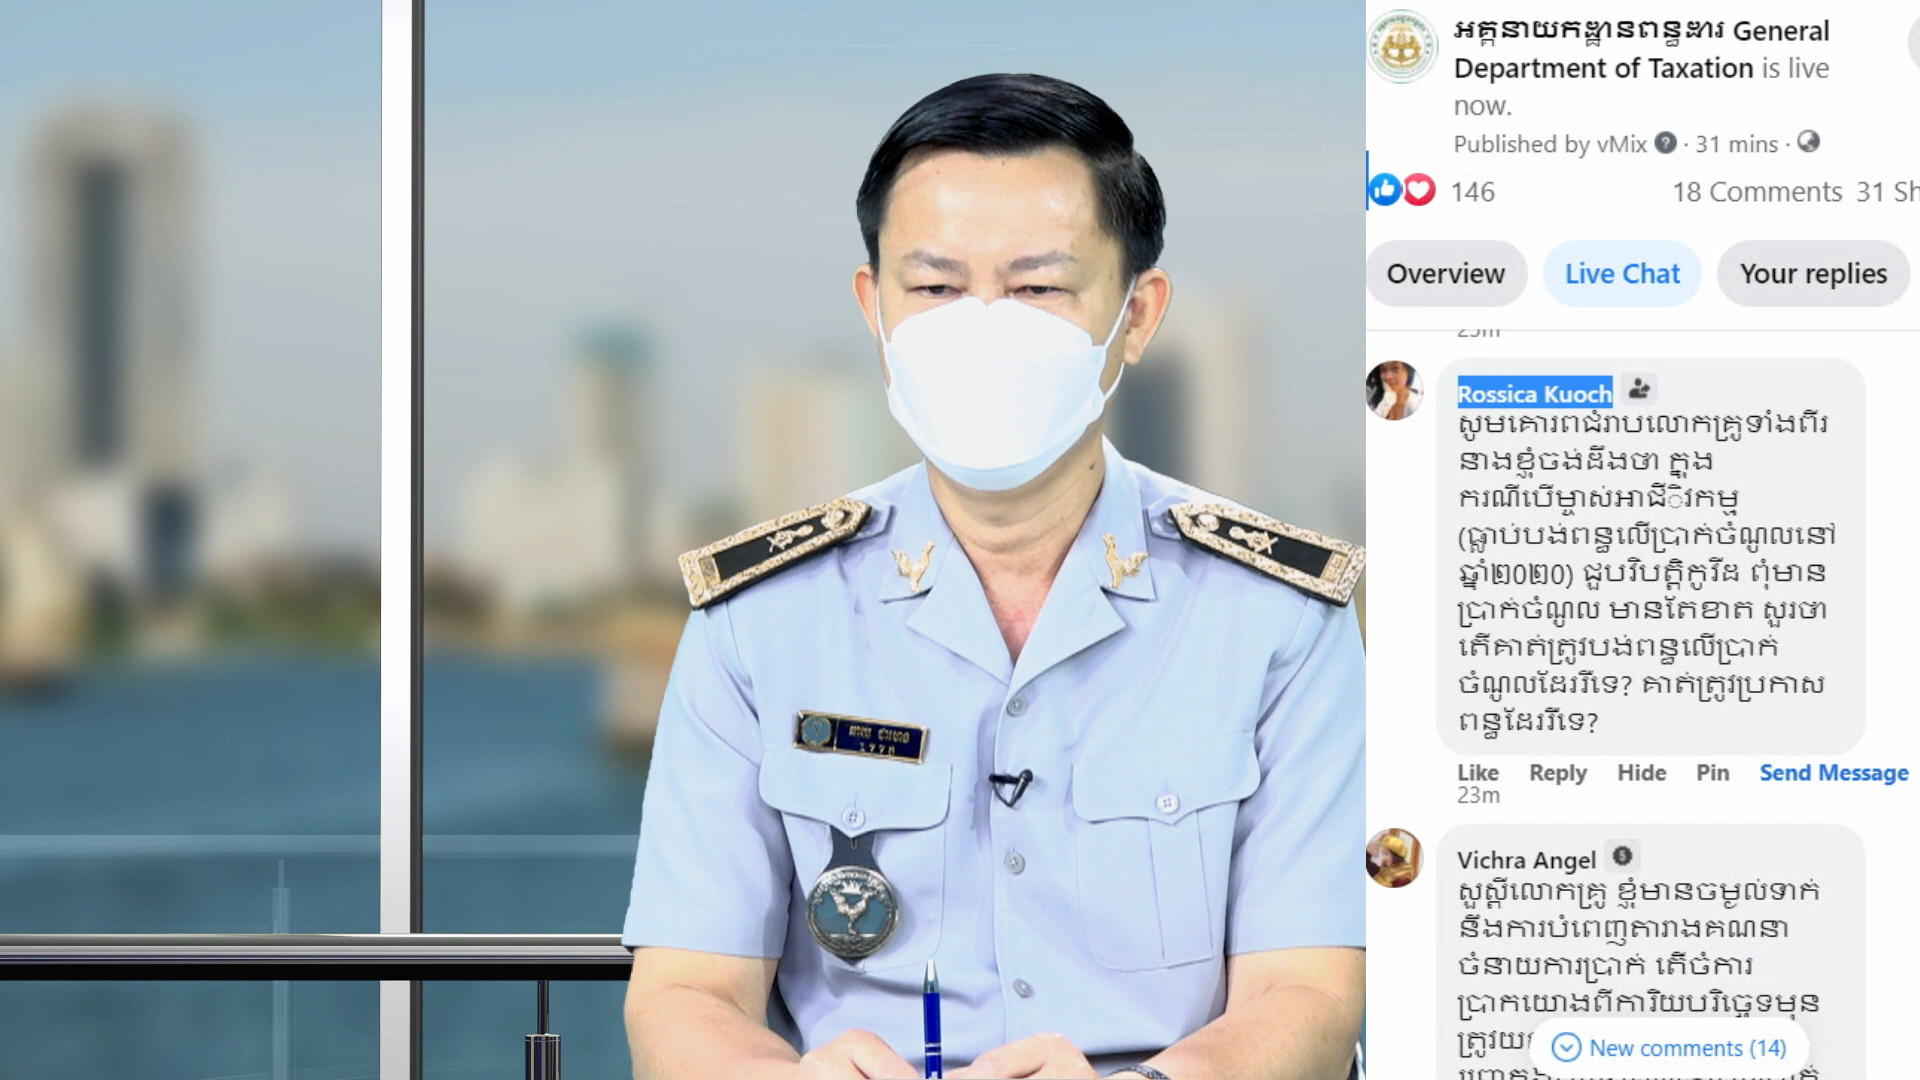 អគ្គនាយកដ្ឋានពន្ធដារ General
Department of Taxation is live
now.
Published by vMix · 31 mins ·
146
18 Comments 31 Sh
Overview
Live Chat
Your replies
Rossica Kuoch
សូមគោរពជំរាបលោកគ្រូទាំងពីរ
នាងខ្ញុំចង់ដឹងថា ក្នុង
ករណីបើម្ចាស់អាជីិវកម្ម
(ធ្លាប់បង់ពន្ធលើប្រាក់ចំណូលនៅ
ឆ្នាំ២០២០) ជួបវិបត្តិកូវីដ ពុំមាន
ប្រាក់ចំណូល មានតែខាត សួរថា
តើគាត់ត្រូវបង់ពន្ធលើប្រាក់
ចំណូលដែររឺទេ? គាត់ត្រូវប្រកាស
ពន្ធដែររឺទេ?
Like Reply Hide Pin Send Message
23m
Vichra Angel
សួស្តីលោកគ្រូ ខ្ញុំមានចម្ងល់ទាក់
នឹងការបំពេញតារាងគណនា
ចំនាយការប្រាក់ តើចំការ
ប្រាកយោងពីការិយបរិច្ឆេទមុន
New comments (14)
1778